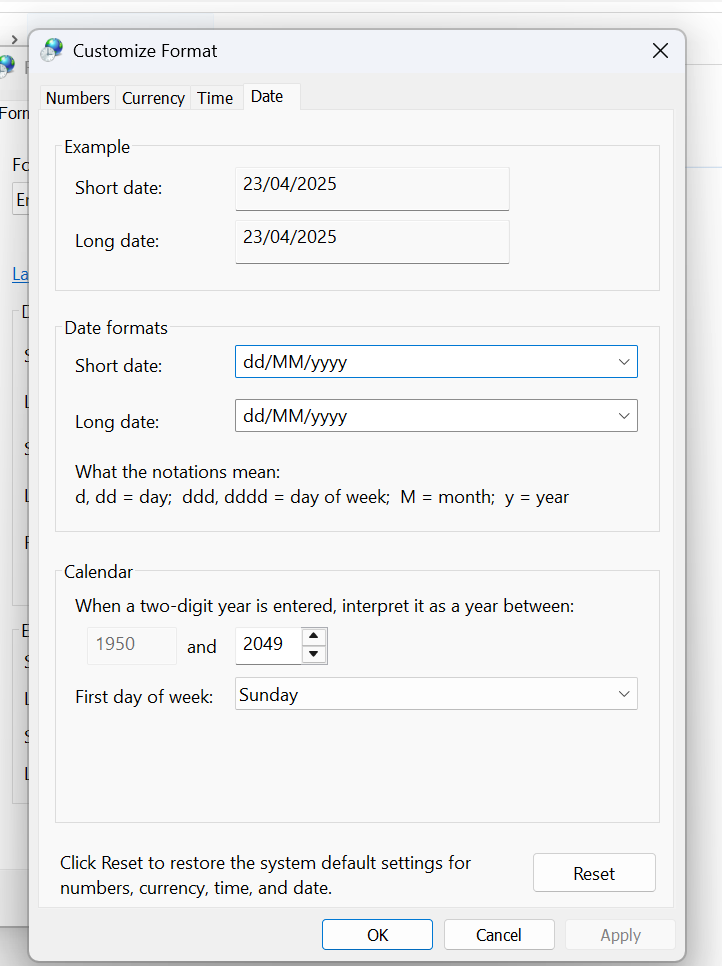 Customize Format
Numbers Currency Time Date
Example
Short date: 23/04/2025
Long date: 23/04/2025
Date formats
Short date: dd/MM/yyyy
Long date: dd/MM/yyyy
What the notations mean:
d, dd = day;  ddd, dddd = day of week;  M = month;  y = year
Calendar
When a two-digit year is entered, interpret it as a year between:
1950 and 2049
First day of week: Sunday
Click Reset to restore the system default settings for
numbers, currency, time, and date.
Reset
OK Cancel Apply